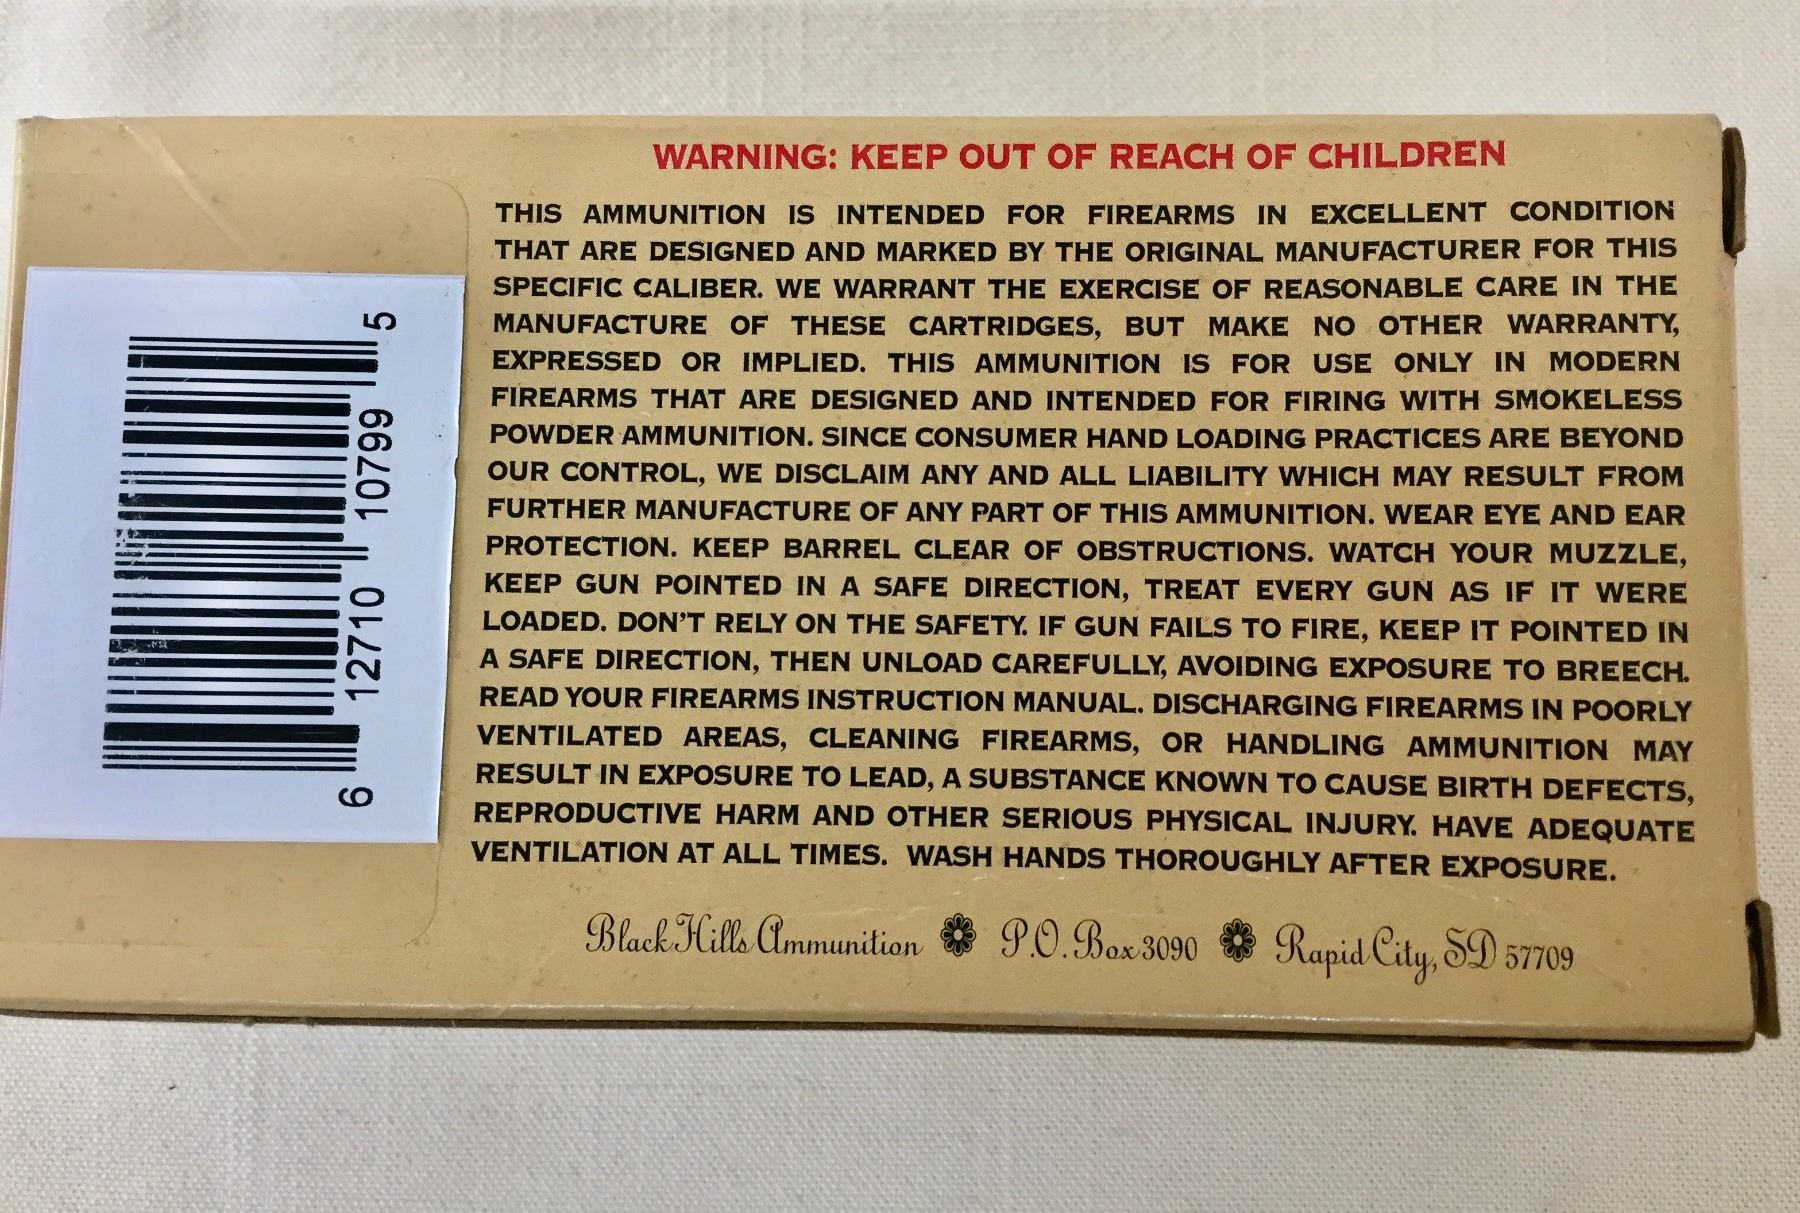 WARNING: KEEP OUT OF REACH OF CHILDREN
THIS AMMUNITION IS INTENDED FOR FIREARMS IN EXCELLENT CONDITION
THAT ARE DESIGNED AND MARKED BY THE ORIGINAL MANUFACTURER FOR THIS
SPECIFIC CALIBER. WE WARRANT THE EXERCISE OF REASONABLE CARE IN THE
MANUFACTURE OF THESE CARTRIDGES, BUT MAKE NO OTHER WARRANTY,
EXPRESSED OR IMPLIED. THIS AMMUNITION IS FOR USE ONLY IN MODERN
FIREARMS THAT ARE DESIGNED AND INTENDED FOR FIRING WITH SMOKELESS
POWDER AMMUNITION. SINCE CONSUMER HAND LOADING PRACTICES ARE BEYOND
OUR CONTROL, WE DISCLAIM ANY AND ALL LIABILITY WHICH MAY RESULT FROM
FURTHER MANUFACTURE OF ANY PART OF THIS AMMUNITION. WEAR EYE AND EAR
PROTECTION. KEEP BARREL CLEAR OF OBSTRUCTIONS. WATCH YOUR MUZZLE,
KEEP GUN POINTED IN A SAFE DIRECTION, TREAT EVERY GUN AS IF IT WERE
LOADED. DON'T RELY ON THE SAFETY. IF GUN FAILS TO FIRE, KEEP IT POINTED IN
A SAFE DIRECTION, THEN UNLOAD CAREFULLY, AVOIDING EXPOSURE TO BREECH.
READ YOUR FIREARMS INSTRUCTION MANUAL. DISCHARGING FIREARMS IN POORLY
VENTILATED AREAS, CLEANING FIREARMS, OR HANDLING AMMUNITION MAY
RESULT IN EXPOSURE TO LEAD, A SUBSTANCE KNOWN TO CAUSE BIRTH DEFECTS,
REPRODUCTIVE HARM AND OTHER SERIOUS PHYSICAL INJURY. HAVE ADEQUATE
VENTILATION AT ALL TIMES. WASH HANDS THOROUGHLY AFTER EXPOSURE.
Black Hills Ammunition P.O. Box 3090 Rapid City, SD 57709
6 12710 10799 5